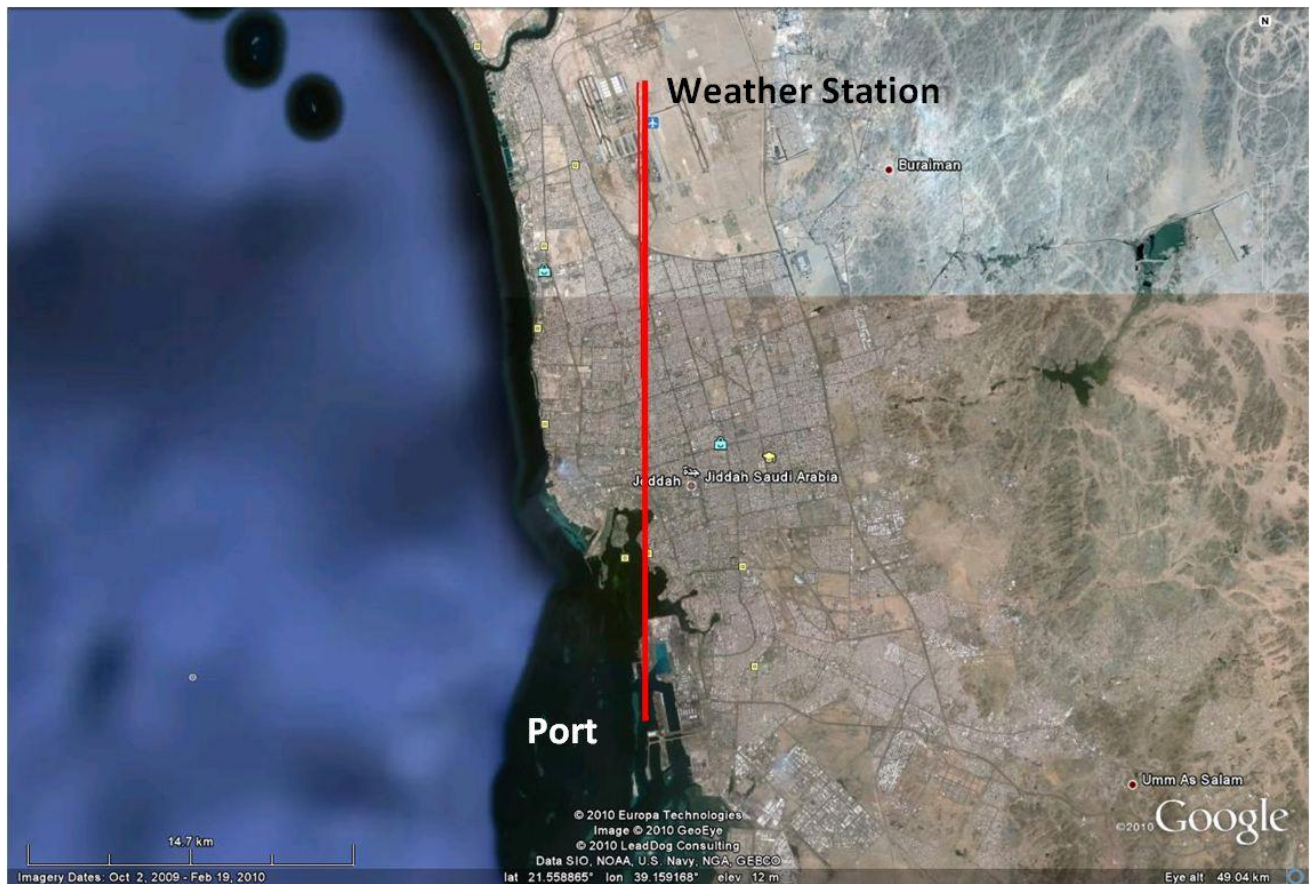 N
Weather Station
Buraiman
جدة
Jeddah
Jiddah Saudi Arabia
Port
Umm As Salam
© 2010 Europa Technologies
Image © 2010 GeoEye
© 2010 LeadDog Consulting
Data SIO, NOAA, U.S. Navy, NGA, GEBCO
©2010 Google
14.7 km
Imagery Dates: Oct 2, 2009 - Feb 19, 2010
lat 21.558865° lon 39.159168° elev 12 m
Eye alt 49.04 km